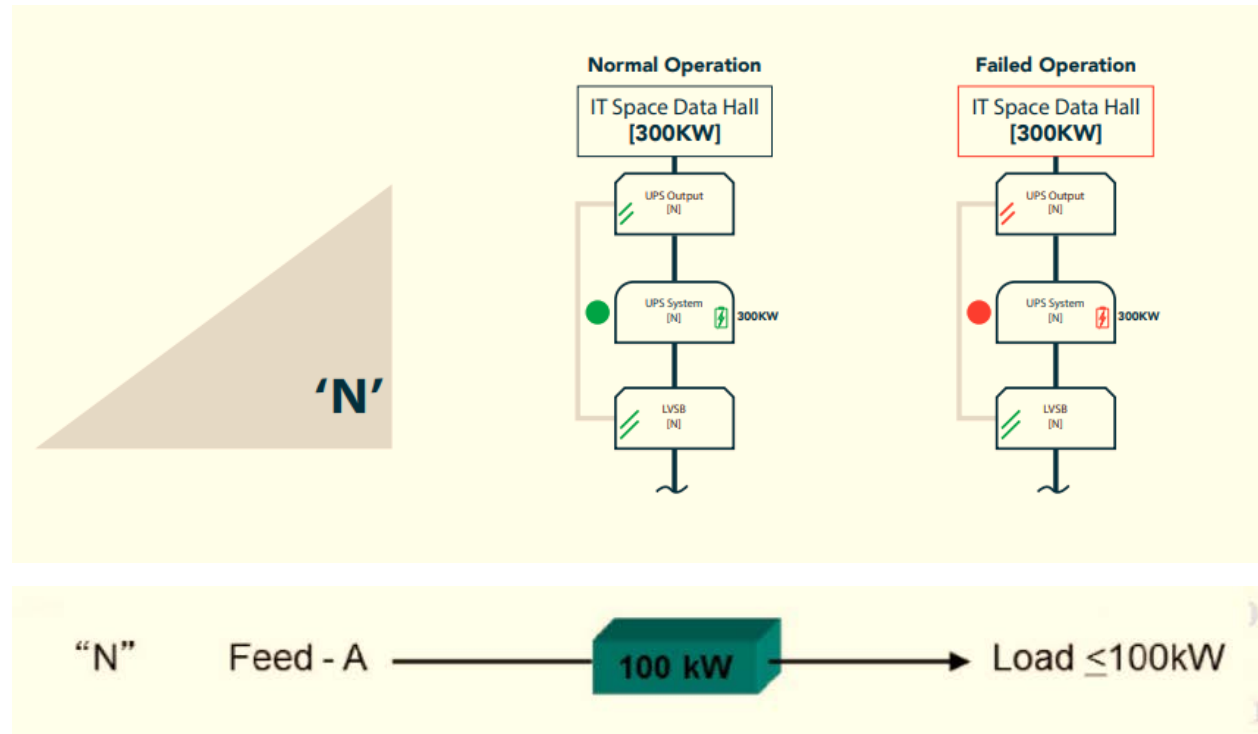 Normal Operation
IT Space Data Hall
[300KW]
UPS Output
[N]
UPS System
[N]
300KW
LVSB
[N]
Failed Operation
IT Space Data Hall
[300KW]
UPS Output
[N]
UPS System
[N]
300KW
LVSB
[N]
‘N’
“N” Feed - A 100 kW Load ≤100kW